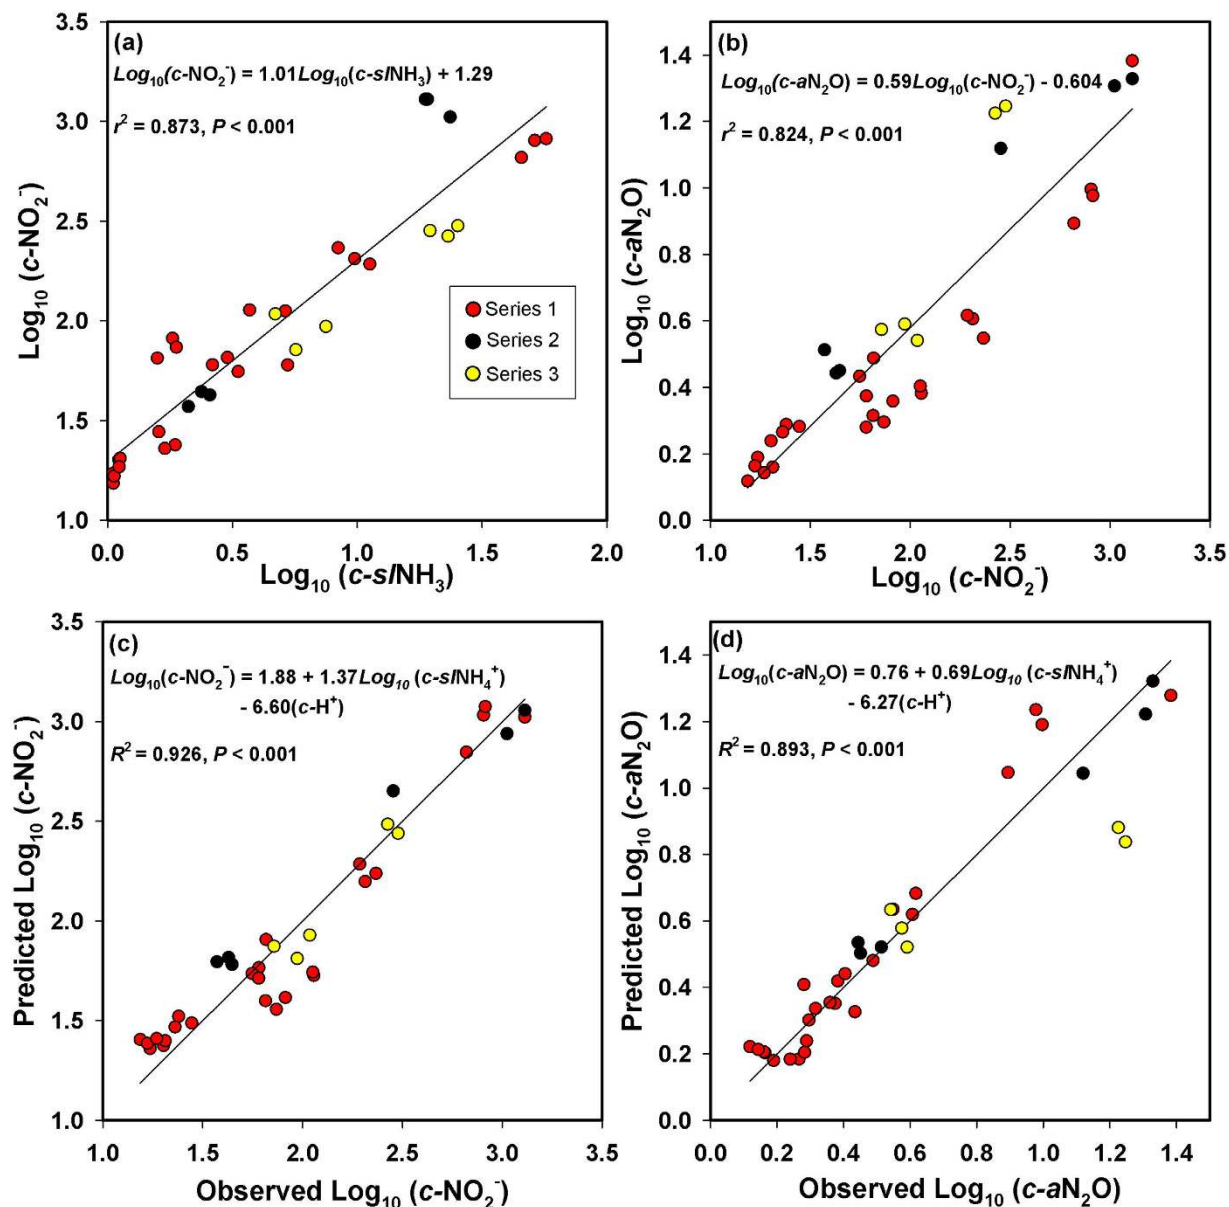 (a)
Log₁₀(c-NO₂⁻) = 1.01Log₁₀(c-slNH₃) + 1.29
r² = 0.873, P < 0.001
3.5
3.0
2.5
2.0
1.5
1.0
Log₁₀ (c-NO₂⁻)
Series 1
Series 2
Series 3
0.0 0.5 1.0 1.5 2.0
Log₁₀ (c-slNH₃)
(b)
Log₁₀(c-aN₂O) = 0.59Log₁₀(c-NO₂⁻) - 0.604
r² = 0.824, P < 0.001
1.4
1.2
1.0
0.8
0.6
0.4
0.2
0.0
Log₁₀ (c-aN₂O)
1.0 1.5 2.0 2.5 3.0 3.5
Log₁₀ (c-NO₂⁻)
(c)
Log₁₀(c-NO₂⁻) = 1.88 + 1.37Log₁₀ (c-slNH₄⁺)
- 6.60(c-H⁺)
R² = 0.926, P < 0.001
3.5
3.0
2.5
2.0
1.5
1.0
Predicted Log₁₀ (c-NO₂⁻)
1.0 1.5 2.0 2.5 3.0 3.5
Observed Log₁₀ (c-NO₂⁻)
(d)
Log₁₀(c-aN₂O) = 0.76 + 0.69Log₁₀ (c-slNH₄⁺)
- 6.27(c-H⁺)
R² = 0.893, P < 0.001
1.4
1.2
1.0
0.8
0.6
0.4
0.2
0.0
Predicted Log₁₀ (c-aN₂O)
0.0 0.2 0.4 0.6 0.8 1.0 1.2 1.4
Observed Log₁₀ (c-aN₂O)